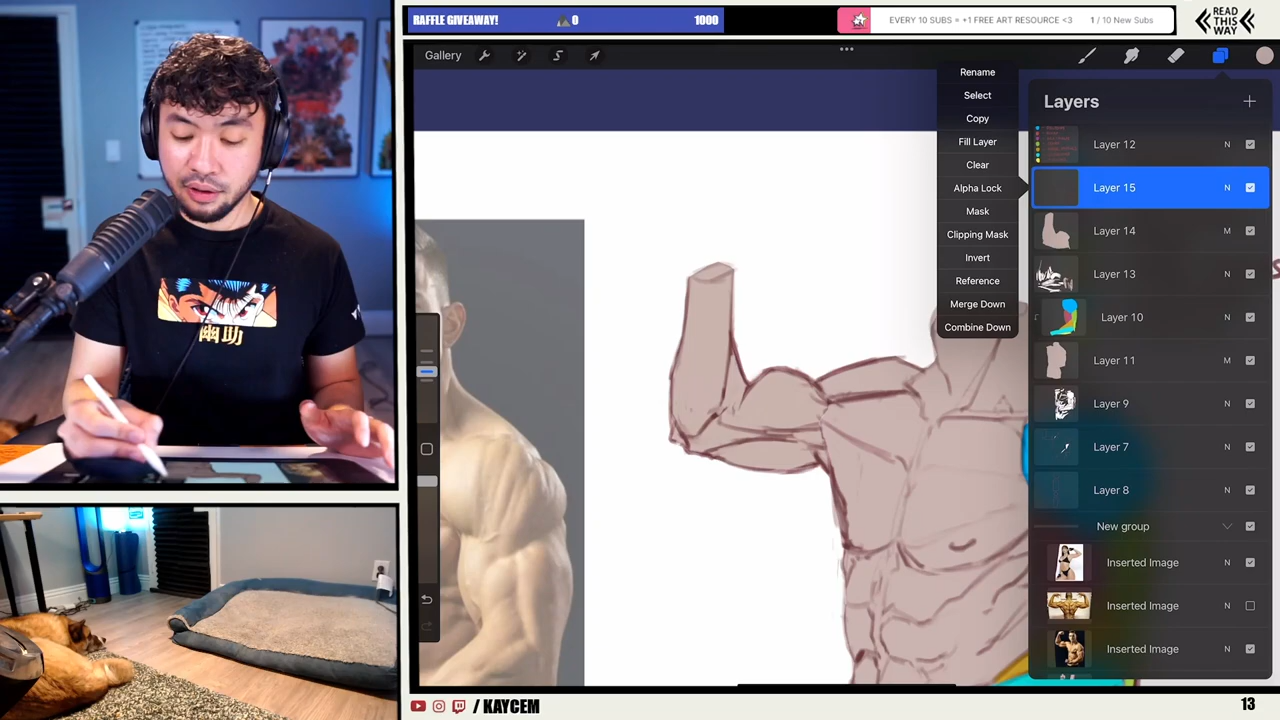 RAFFLE GIVEAWAY!
0
1000
EVERY 10 SUBS = +1 FREE ART RESOURCE <3
1 / 10 New Subs
READ
THIS
WAY
Gallery
Rename
Select
Copy
Fill Layer
Clear
Alpha Lock
Mask
Clipping Mask
Invert
Reference
Merge Down
Combine Down
Layers
Layer 12 N
Layer 15 N
Layer 14 M
Layer 13 N
Layer 10 N
Layer 11 M
Layer 9 N
Layer 7 N
Layer 8 N
New group
Inserted Image N
Inserted Image N
Inserted Image N
幽助
/ KAYCEM
13